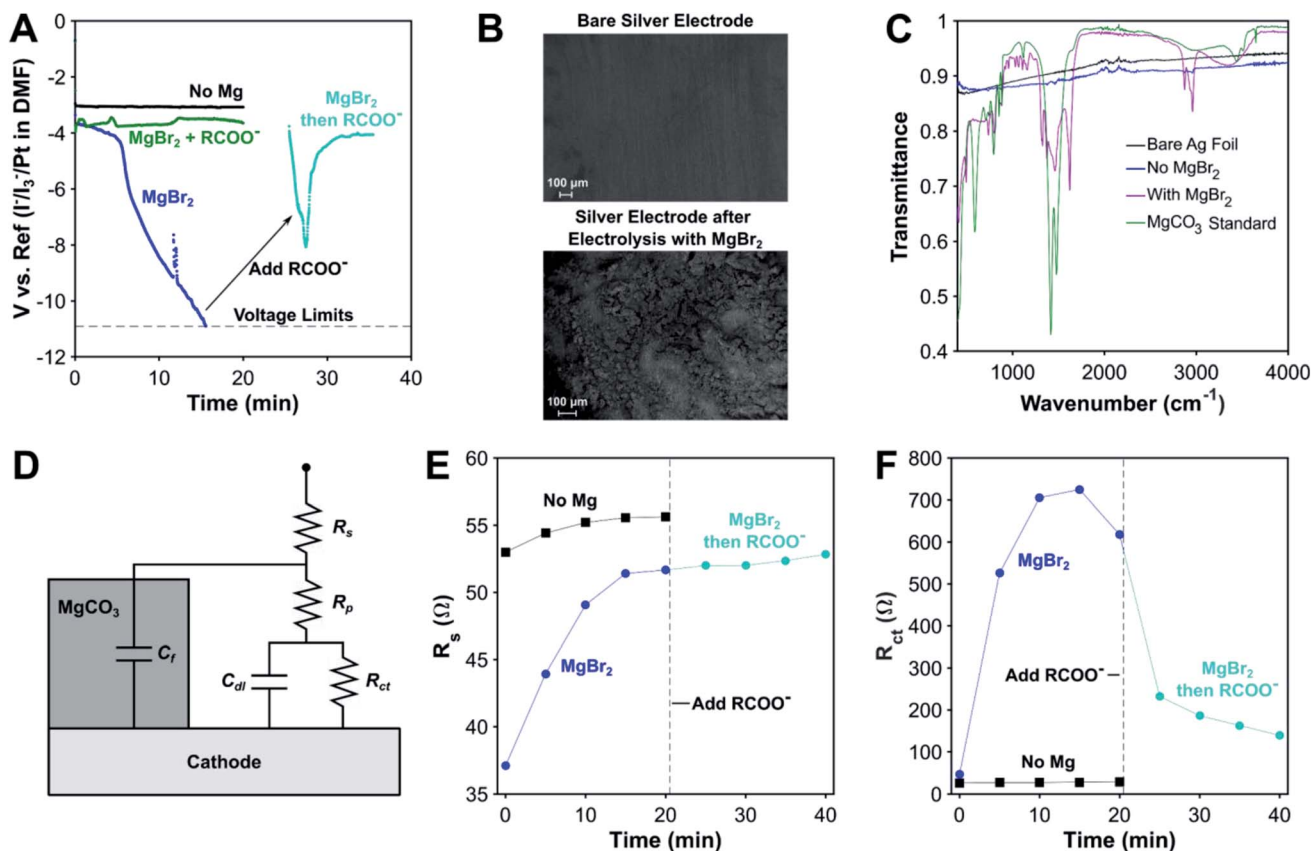 A
V vs. Ref (I⁻/I₃⁻/Pt in DMF)
0
-2
-4
-6
-8
-10
-12
No Mg
MgBr₂ + RCOO⁻
MgBr₂
MgBr₂
then RCOO⁻
Add RCOO⁻
Voltage Limits
0
10
20
30
40
Time (min)
B
Bare Silver Electrode
100 µm
Silver Electrode after
Electrolysis with MgBr₂
100 µm
C
Transmittance
1
0.9
0.8
0.7
0.6
0.5
0.4
Bare Ag Foil
No MgBr₂
With MgBr₂
MgCO₃ Standard
1000
2000
3000
4000
Wavenumber (cm⁻¹)
D
Rₛ
MgCO₃
Rₚ
C_f
C_dl
R_ct
Cathode
E
Rₛ (Ω)
60
55
50
45
40
35
No Mg
MgBr₂
then RCOO⁻
MgBr₂
Add RCOO⁻
0
10
20
30
40
Time (min)
F
R_ct (Ω)
800
700
600
500
400
300
200
100
0
MgBr₂
Add RCOO⁻
MgBr₂
then RCOO⁻
No Mg
0
10
20
30
40
Time (min)